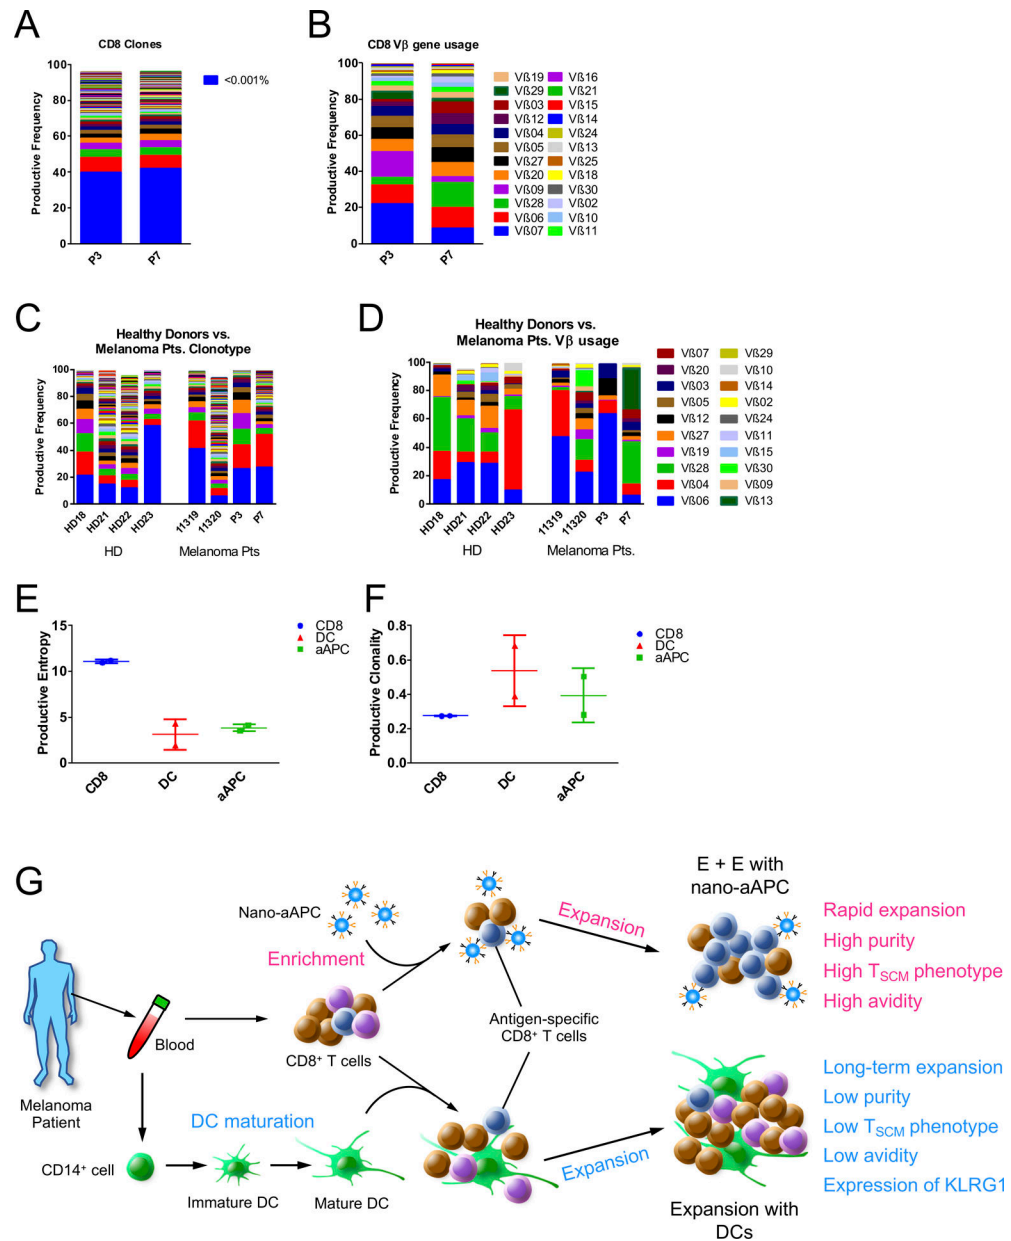 A
CD8 Clones
Productive Frequency
100
80
60
40
20
0
P3
P7
<0.001%
B
CD8 Vβ gene usage
Productive Frequency
100
80
60
40
20
0
P3
P7
Vß19 Vß16
Vß29 Vß21
Vß03 Vß15
Vß12 Vß14
Vß04 Vß24
Vß05 Vß13
Vß27 Vß25
Vß20 Vß18
Vß09 Vß30
Vß28 Vß02
Vß06 Vß10
Vß07 Vß11
C
Healthy Donors vs.
Melanoma Pts. Clonotype
Productive Frequency
100
80
60
40
20
0
HD18
HD21
HD22
HD23
11319
11320
P3
P7
HD
Melanoma Pts
D
Healthy Donors vs.
Melanoma Pts. Vβ usage
Productive Frequency
100
80
60
40
20
0
HD18
HD21
HD22
HD23
11319
11320
P3
P7
HD
Melanoma Pts.
Vß07 Vß29
Vß20 Vß10
Vß03 Vß14
Vß05 Vß02
Vß12 Vß24
Vß27 Vß11
Vß19 Vß15
Vß28 Vß30
Vß04 Vß09
Vß06 Vß13
E
Productive Entropy
15
10
5
0
CD8
DC
aAPC
CD8
DC
aAPC
F
Productive Clonality
0.8
0.6
0.4
0.2
0.0
CD8
DC
aAPC
CD8
DC
aAPC
G
Melanoma
Patient
Blood
CD14⁺ cell
Nano-aAPC
Enrichment
CD8⁺ T cells
DC maturation
Immature DC
Mature DC
Antigen-specific
CD8⁺ T cells
Expansion
Expansion
E + E with
nano-aAPC
Rapid expansion
High purity
High TSCM phenotype
High avidity
Long-term expansion
Low purity
Low TSCM phenotype
Low avidity
Expression of KLRG1
Expansion with
DCs